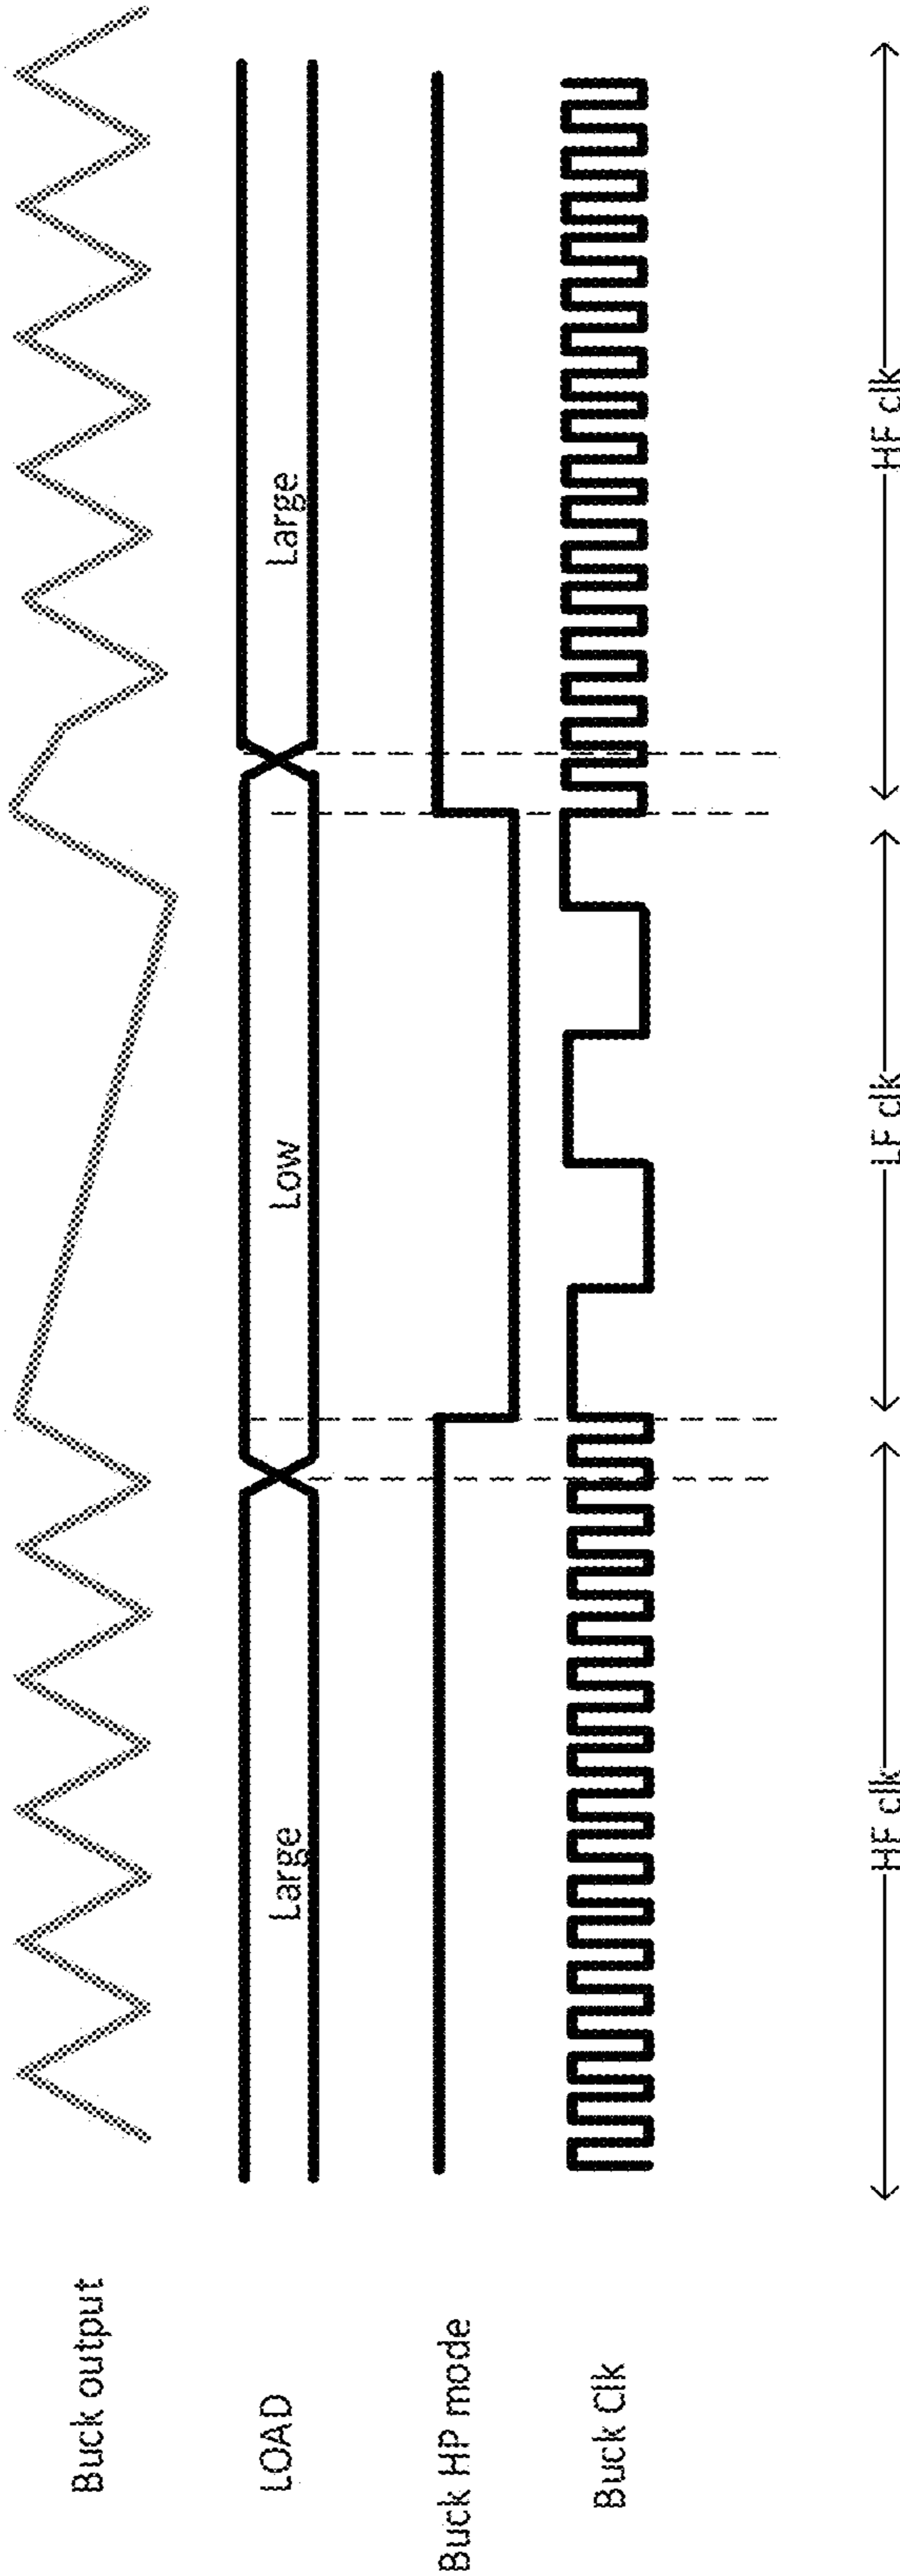 Buck output
LOAD
Large
Low
Large
Buck HP mode
Buck Clk
HF clk
LF clk
HF clk